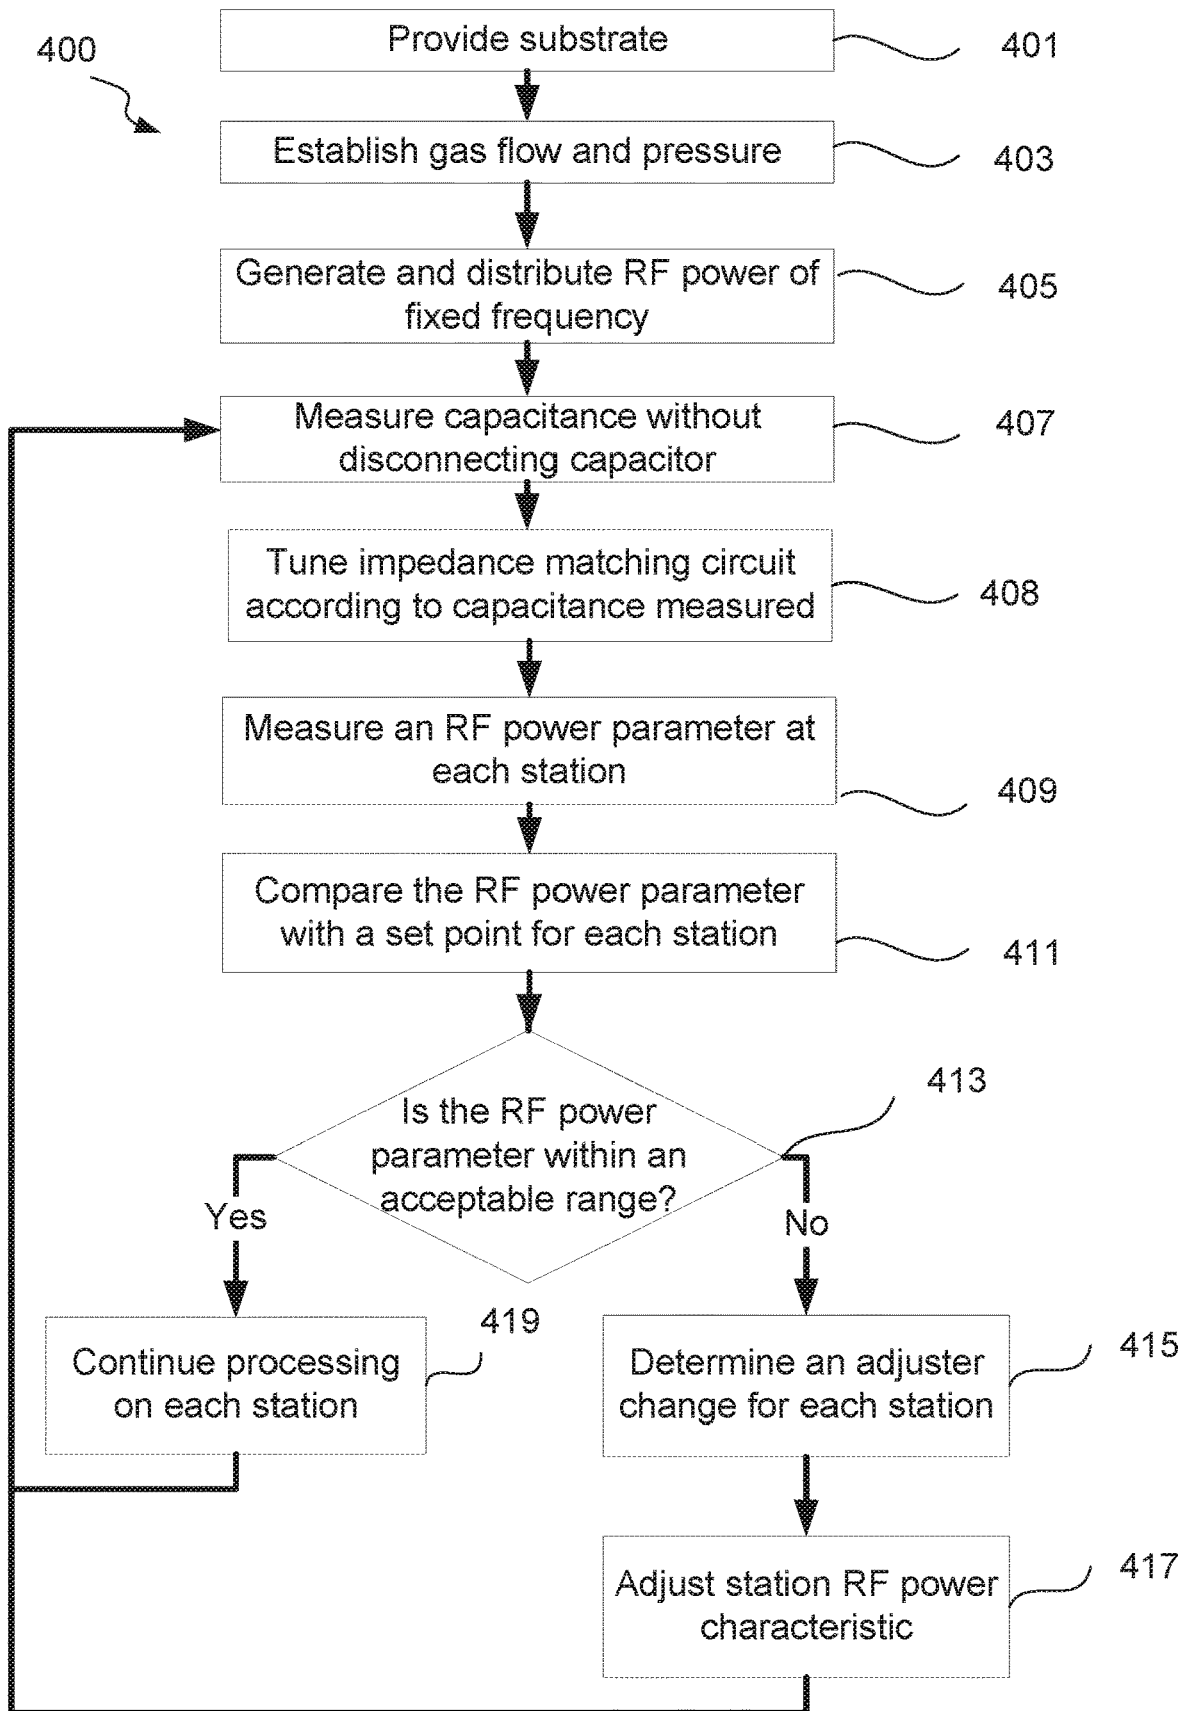 400
Provide substrate
401
Establish gas flow and pressure
403
Generate and distribute RF power of
fixed frequency
405
Measure capacitance without
disconnecting capacitor
407
Tune impedance matching circuit
according to capacitance measured
408
Measure an RF power parameter at
each station
409
Compare the RF power parameter
with a set point for each station
411
Is the RF power
parameter within an
acceptable range?
413
Yes
No
Continue processing
on each station
419
Determine an adjuster
change for each station
415
Adjust station RF power
characteristic
417